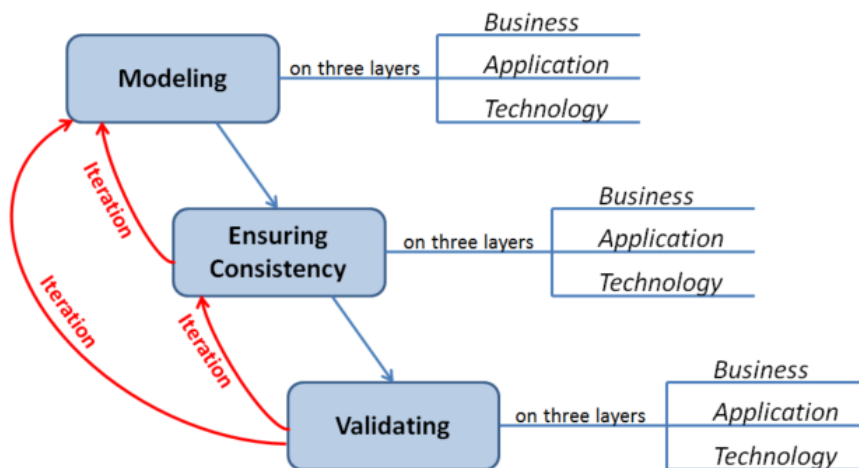 Business
Modeling
on three layers
Application
Technology
Iteration
Business
Ensuring
Consistency
on three layers
Application
Technology
Iteration
Iteration
Business
Validating
on three layers
Application
Technology